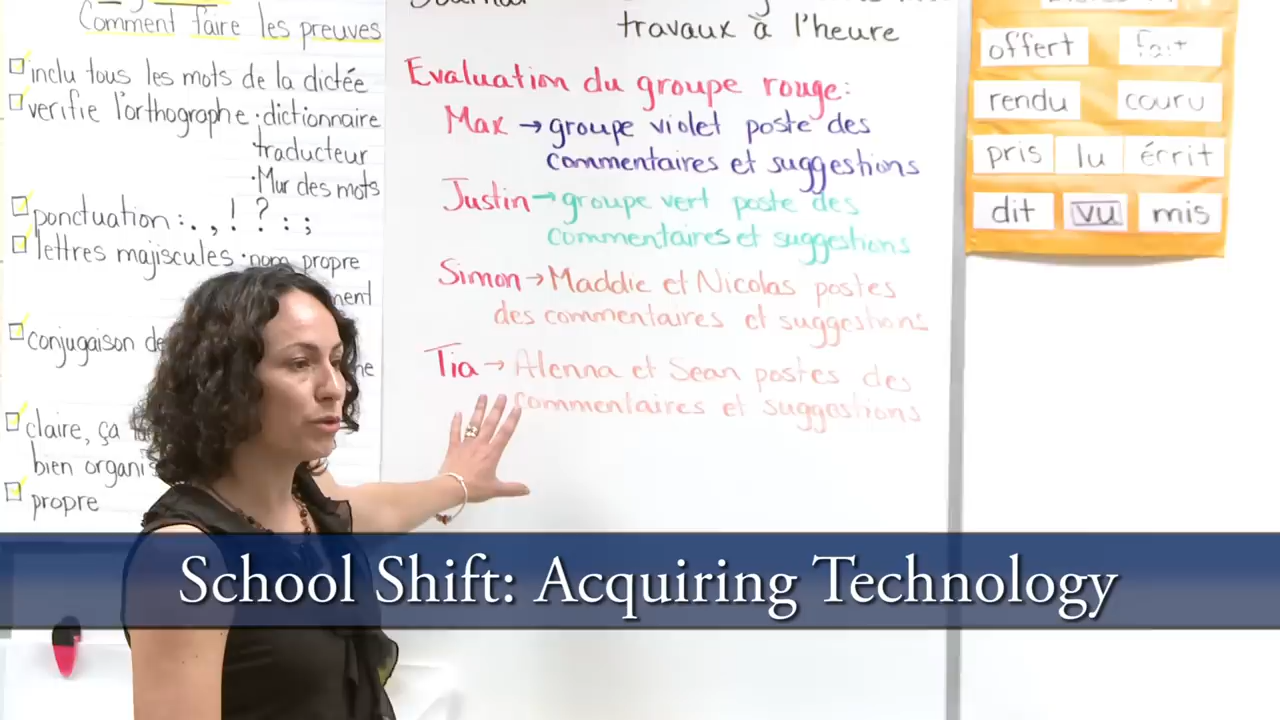 Comment faire les preuves
inclu tous les mots de la dictée
verifie l'orthographe • dictionnaire
traducteur
• Mur des mots
ponctuation : . , ! ? : ;
lettres majiscules • nom propre
conjugaison de
claire, ça
bien organis
propre
travaux à l'heure
Evaluation du groupe rouge:
Max → groupe violet poste des
commentaires et suggestions
Justin → groupe vert poste des
commentaires et suggestions
Simon → Maddie et Nicolas postes
des commentaires et suggestions
Tia → Alenna et Sean postes des
commentaires et suggestions
offert fait
rendu couru
pris lu écrit
dit vu mis
School Shift: Acquiring Technology